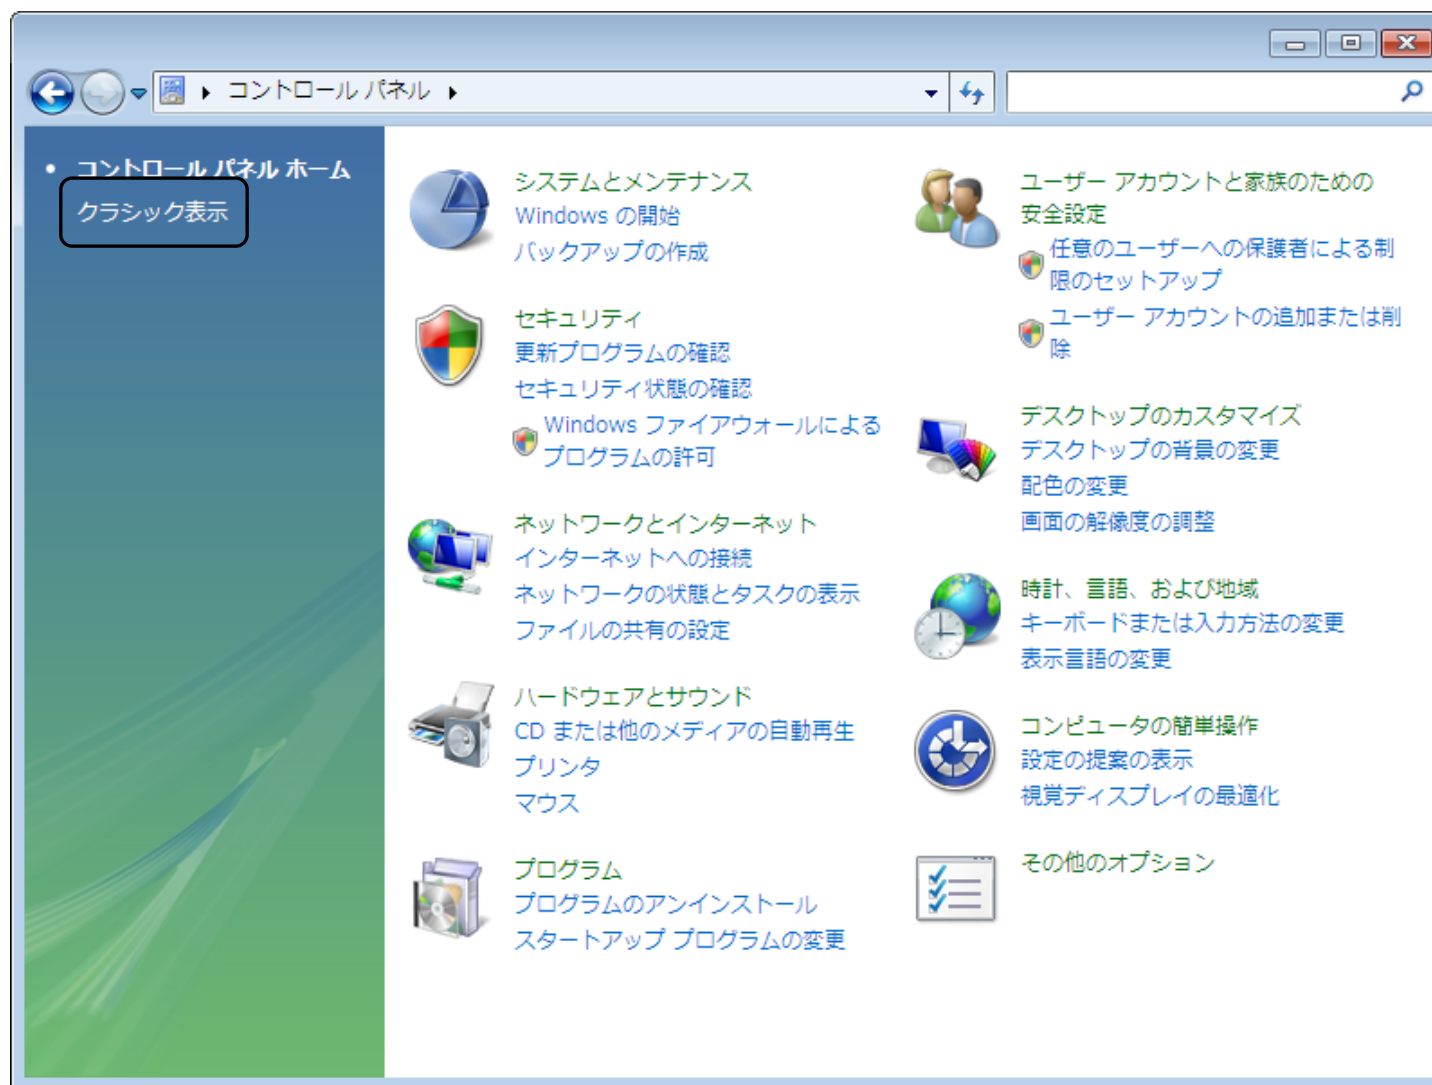 コントロール パネル
コントロール パネル ホーム
クラシック表示
システムとメンテナンス
Windows の開始
バックアップの作成
セキュリティ
更新プログラムの確認
セキュリティ状態の確認
Windows ファイアウォールによる
プログラムの許可
ネットワークとインターネット
インターネットへの接続
ネットワークの状態とタスクの表示
ファイルの共有の設定
ハードウェアとサウンド
CD または他のメディアの自動再生
プリンタ
マウス
プログラム
プログラムのアンインストール
スタートアップ プログラムの変更
ユーザー アカウントと家族のための
安全設定
任意のユーザーへの保護者による制
限のセットアップ
ユーザー アカウントの追加または削
除
デスクトップのカスタマイズ
デスクトップの背景の変更
配色の変更
画面の解像度の調整
時計、言語、および地域
キーボードまたは入力方法の変更
表示言語の変更
コンピュータの簡単操作
設定の提案の表示
視覚ディスプレイの最適化
その他のオプション